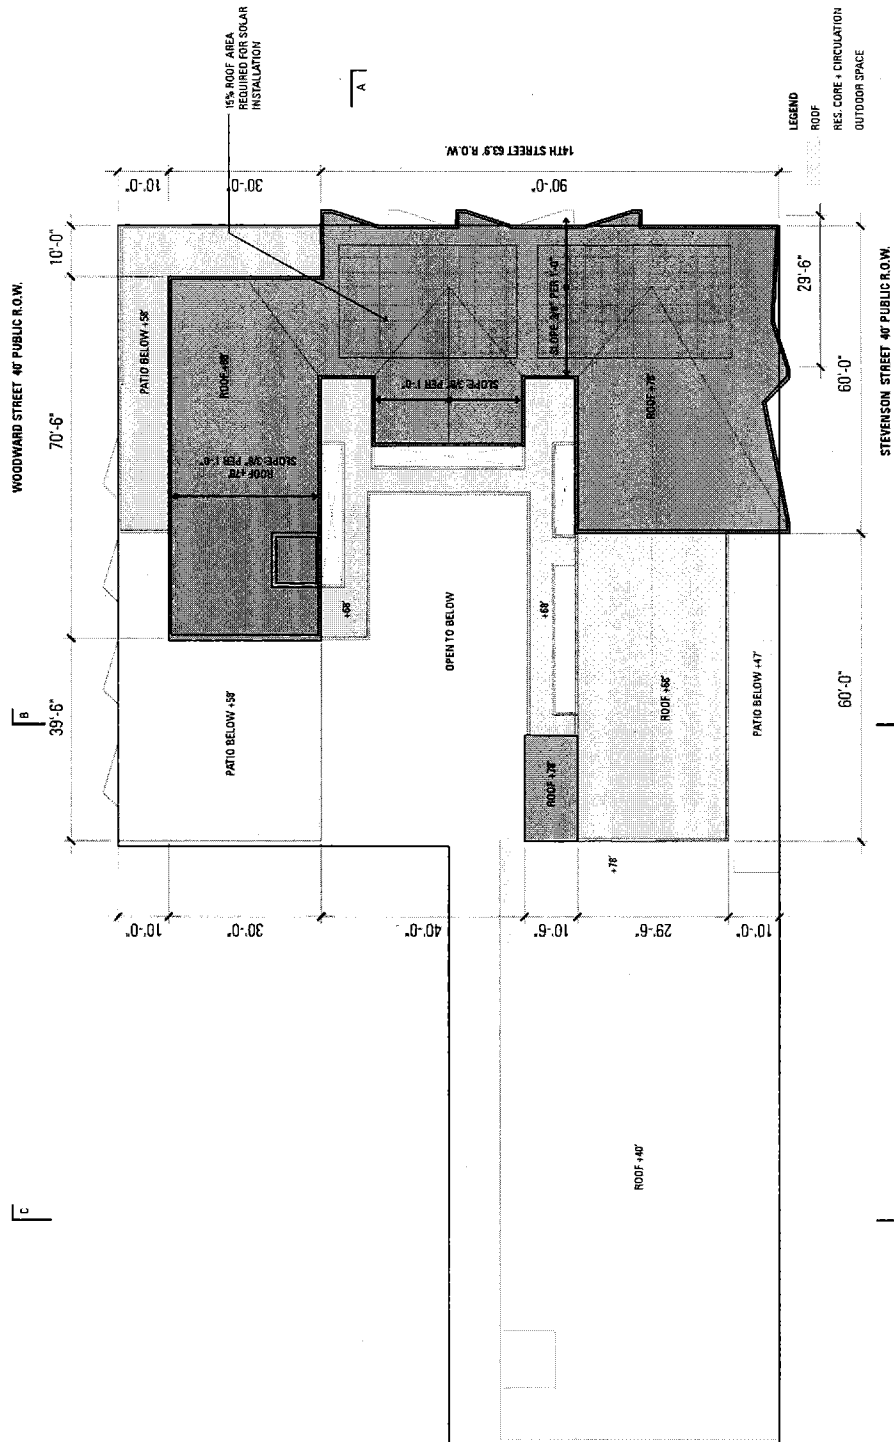 WOODWARD STREET 40' PUBLIC R.O.W.
10'-0"
70'-6"
39'-6"
B
C
15% ROOF AREA
REQUIRED FOR SOLAR
INSTALLATION
A
14TH STREET 63.9' R.O.W.
10'-0"
30'-0"
90'-0"
PATIO BELOW +58'
ROOF +78'
SLOPE: 3/8" PER 1'-0"
SLOPE: 3/8" PER 1'-0"
SLOPE: 3/8" PER 1'-0"
ROOF +78'
+68'
OPEN TO BELOW
+68'
PATIO BELOW +58'
ROOF +78'
ROOF +68'
PATIO BELOW +47'
+78'
10'-0"
30'-0"
40'-0"
10'-6"
29'-6"
10'-0"
ROOF +40'
29'-6"
60'-0"
60'-0"
STEVENSON STREET 40' PUBLIC R.O.W.
LEGEND
ROOF
RES. CORE + CIRCULATION
OUTDOOR SPACE